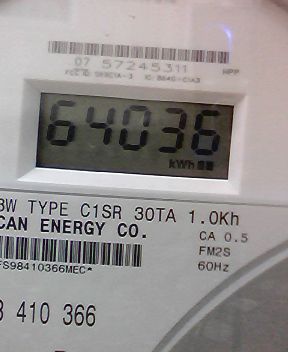 07 57245311
HPP
64036
kWh
3W TYPE C1SR 30TA 1.0Kh
CAN ENERGY CO.
CA 0.5
FM2S
60Hz
FS98410366MEC*
410 366